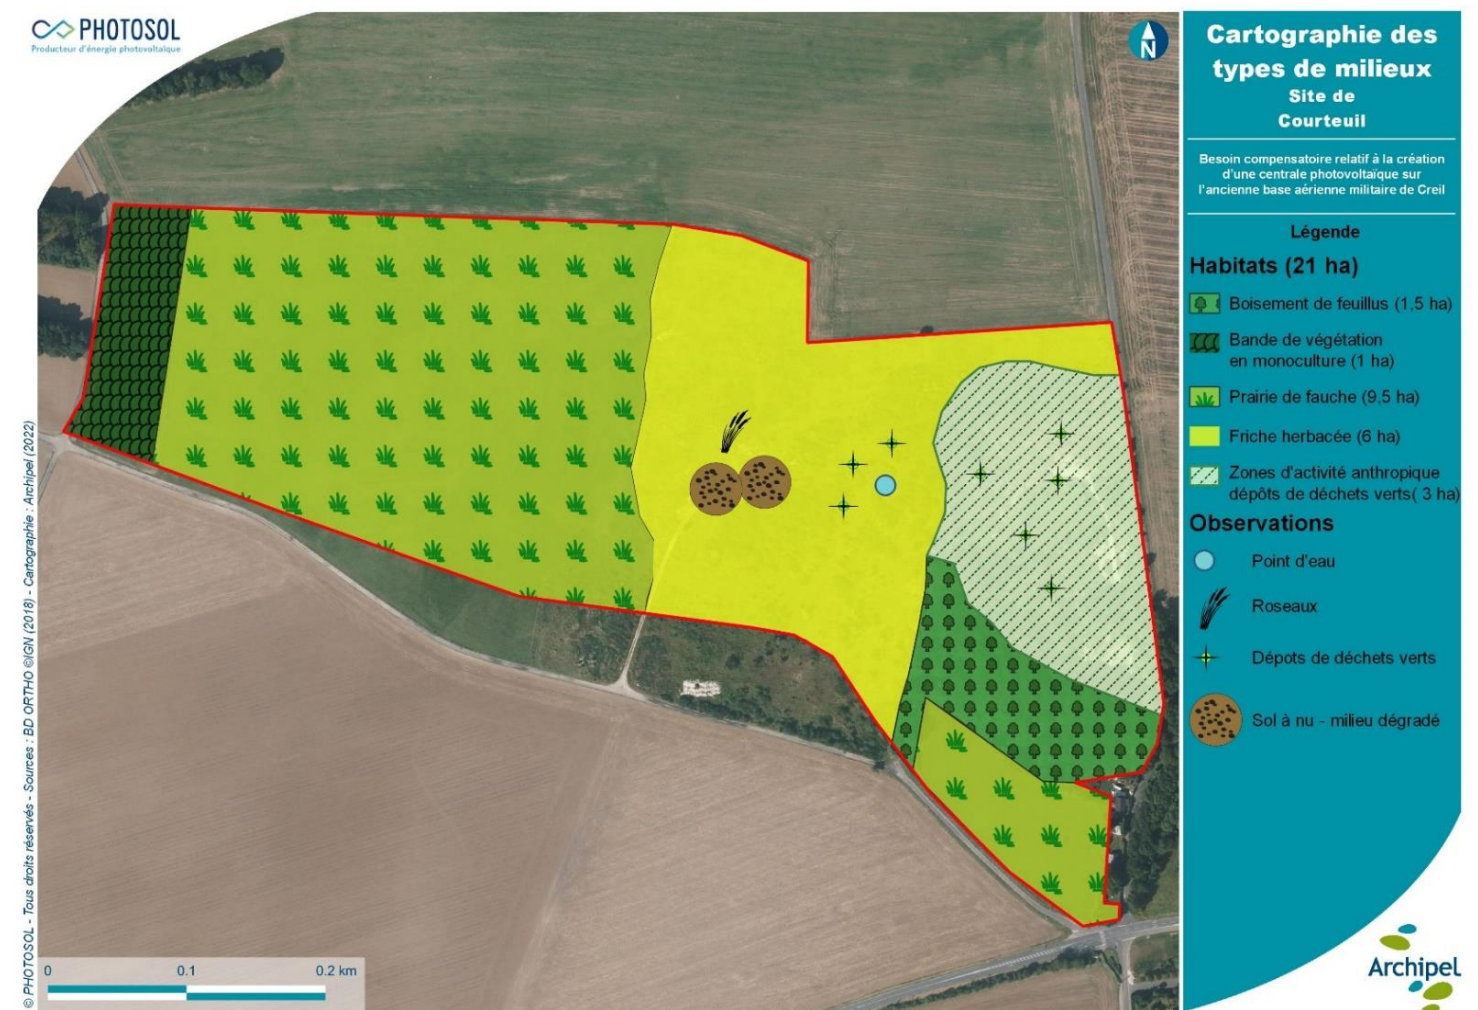 PHOTOSOL
Producteur d'énergie photovoltaïque
N
Cartographie des
types de milieux
Site de
Courteuil
Besoin compensatoire relatif à la création
d'une centrale photovoltaïque sur
l'ancienne base aérienne militaire de Creil
Légende
Habitats (21 ha)
Boisement de feuillus (1,5 ha)
Bande de végétation
en monoculture (1 ha)
Prairie de fauche (9,5 ha)
Friche herbacée (6 ha)
Zones d'activité anthropique
dépôts de déchets verts( 3 ha)
Observations
Point d'eau
Roseaux
Dépots de déchets verts
Sol à nu - milieu dégradé
© PHOTOSOL - Tous droits réservés - Sources : BD ORTHO ©IGN (2018) - Cartographie : Archipel (2022)
0 0.1 0.2 km
Archipel